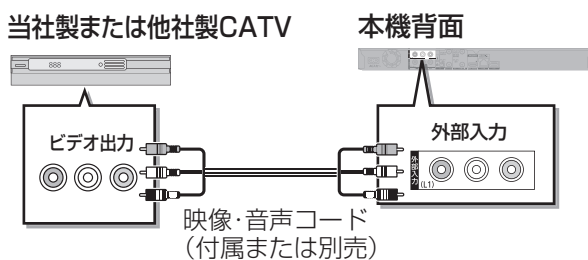 当社製または他社製CATV
本機背面
888
ビデオ出力
外部入力
外部入力
(L1)
映像・音声コード
（付属または別売）